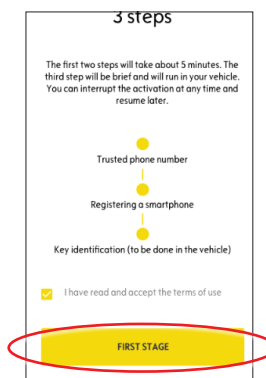 3 steps
The first two steps will take about 5 minutes. The
third step will be brief and will run in your vehicle.
You can interrupt the activation at any time and
resume later.
Trusted phone number
Registering a smartphone
Key identification (to be done in the vehicle)
I have read and accept the terms of use
FIRST STAGE